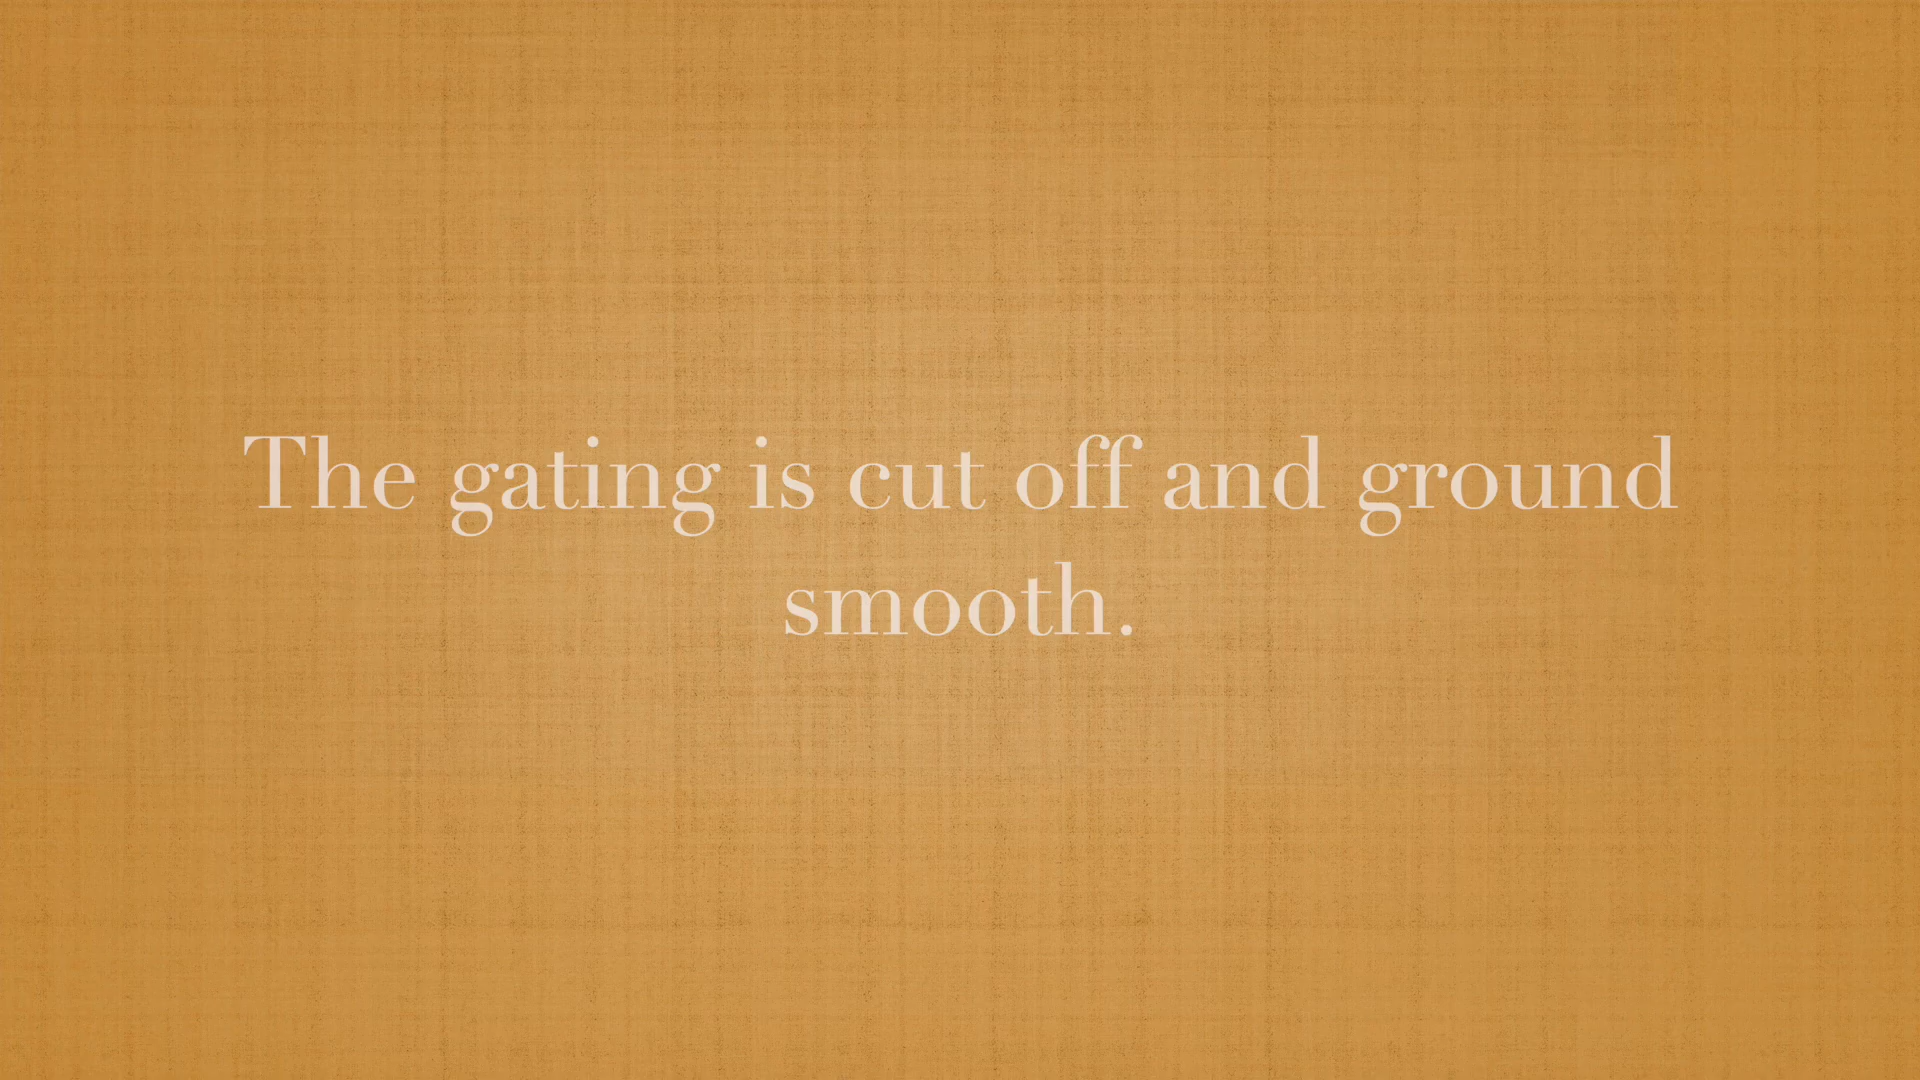 The gating is cut off and ground
smooth.